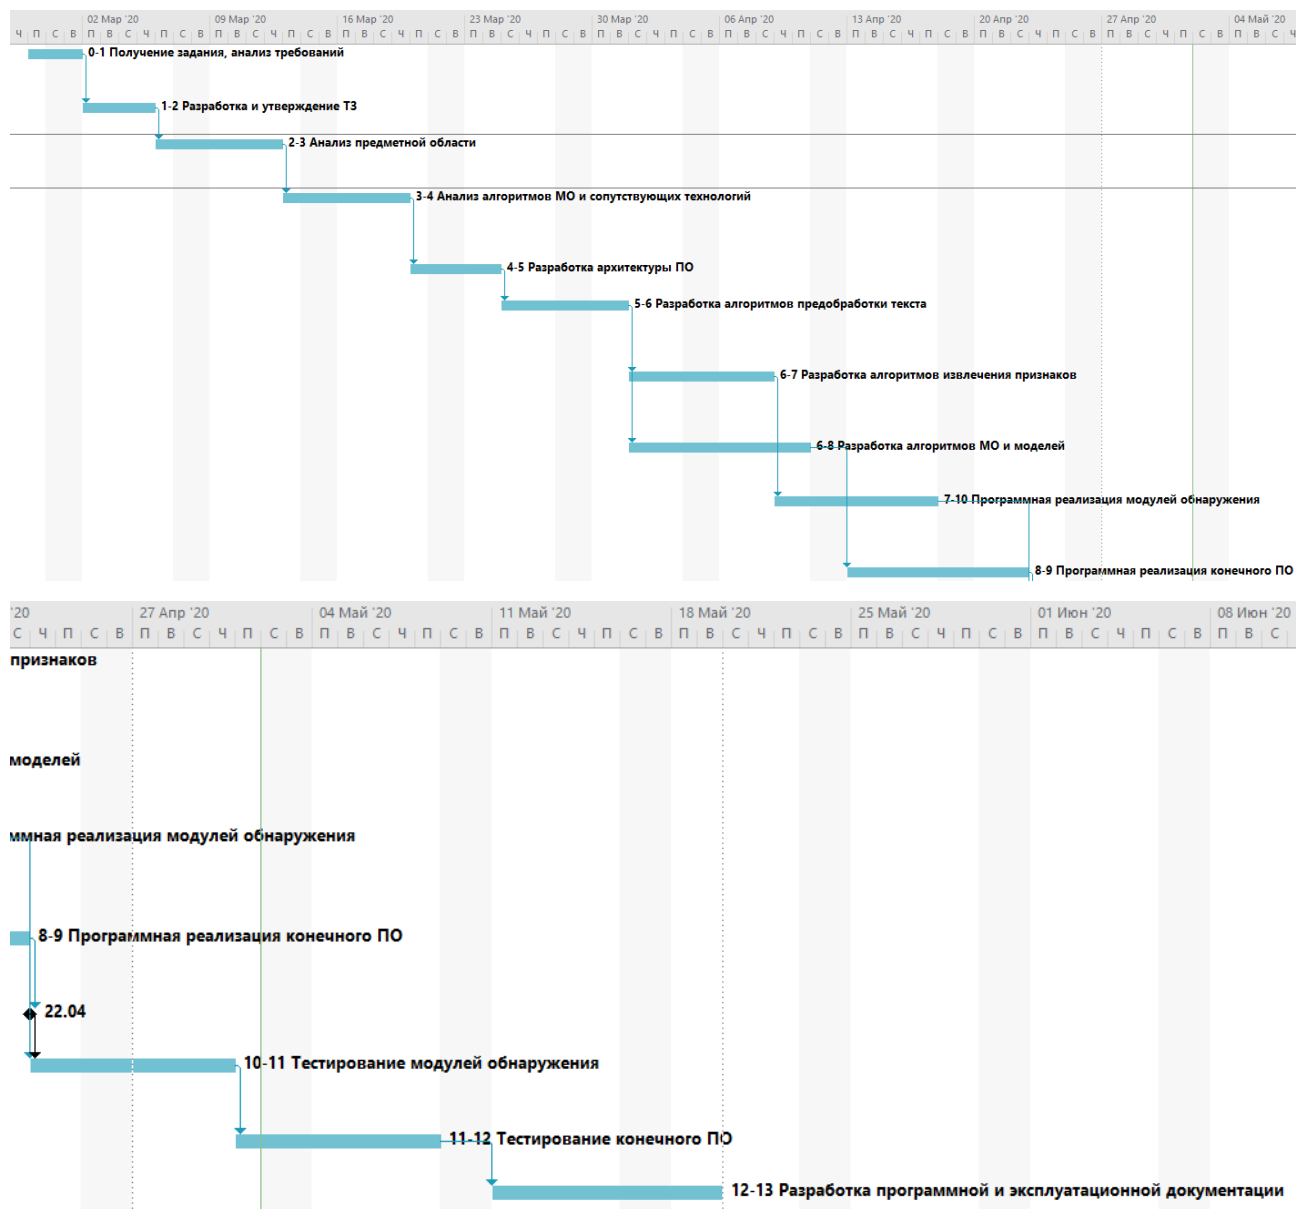 02 Мар '20 09 Мар '20 16 Мар '20 23 Мар '20 30 Мар '20 06 Апр '20 13 Апр '20 20 Апр '20 27 Апр '20 04 Май '20
Ч П С В П В С Ч П С В П В С Ч П С В П В С Ч П С В П В С Ч П С В П В С Ч П С В П В С Ч П С В П В С Ч П С В П В С Ч П С В П В С Ч
0-1 Получение задания, анализ требований
1-2 Разработка и утверждение ТЗ
2-3 Анализ предметной области
3-4 Анализ алгоритмов МО и сопутствующих технологий
4-5 Разработка архитектуры ПО
5-6 Разработка алгоритмов предобработки текста
6-7 Разработка алгоритмов извлечения признаков
6-8 Разработка алгоритмов МО и моделей
7-10 Программная реализация модулей обнаружения
8-9 Программная реализация конечного ПО
'20 27 Апр '20 04 Май '20 11 Май '20 18 Май '20 25 Май '20 01 Июн '20 08 Июн '20
С Ч П С В П В С Ч П С В П В С Ч П С В П В С Ч П С В П В С Ч П С В П В С Ч П С В П В С Ч П С В П В С
признаков
моделей
ммная реализация модулей обнаружения
8-9 Программная реализация конечного ПО
22.04
10-11 Тестирование модулей обнаружения
11-12 Тестирование конечного ПО
12-13 Разработка программной и эксплуатационной документации